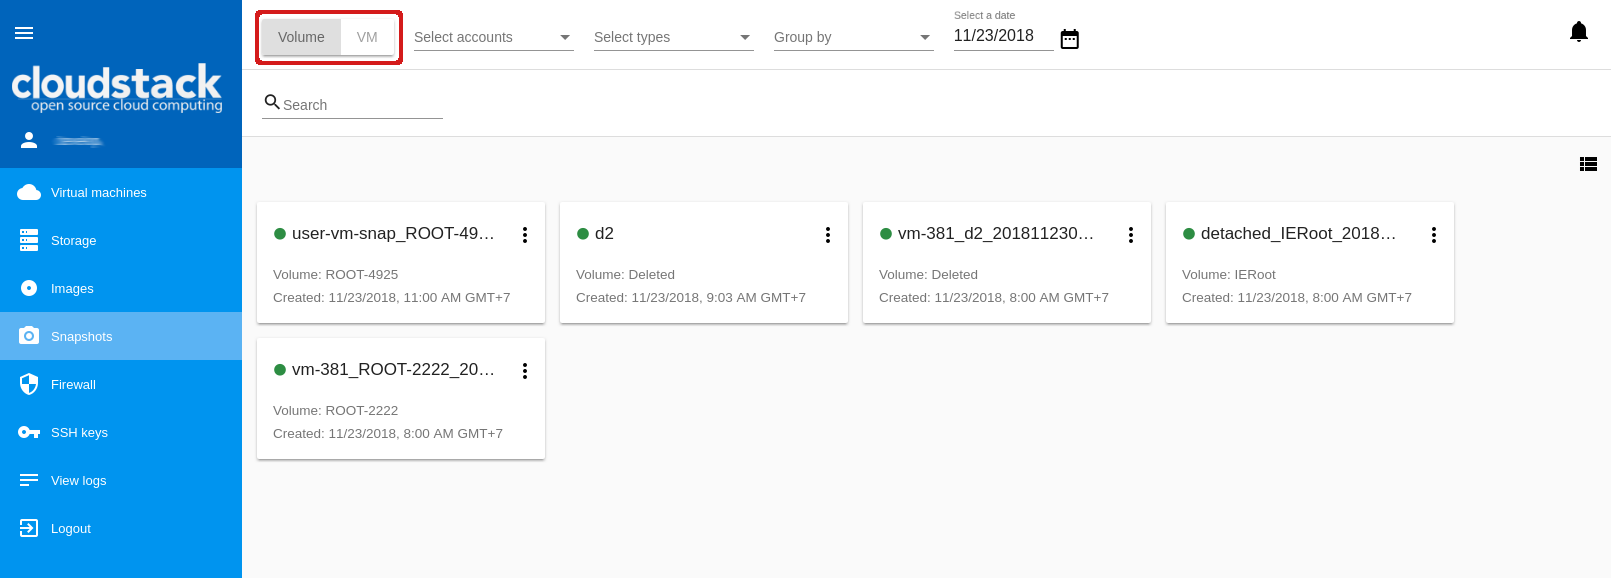 Volume
VM
Select accounts
Select types
Group by
Select a date
11/23/2018
cloudstack
open source cloud computing
Search
Virtual machines
Storage
Images
Snapshots
Firewall
SSH keys
View logs
Logout
user-vm-snap_ROOT-49...
Volume: ROOT-4925
Created: 11/23/2018, 11:00 AM GMT+7
d2
Volume: Deleted
Created: 11/23/2018, 9:03 AM GMT+7
vm-381_d2_201811230...
Volume: Deleted
Created: 11/23/2018, 8:00 AM GMT+7
detached_IERoot_2018...
Volume: IERoot
Created: 11/23/2018, 8:00 AM GMT+7
vm-381_ROOT-2222_20...
Volume: ROOT-2222
Created: 11/23/2018, 8:00 AM GMT+7